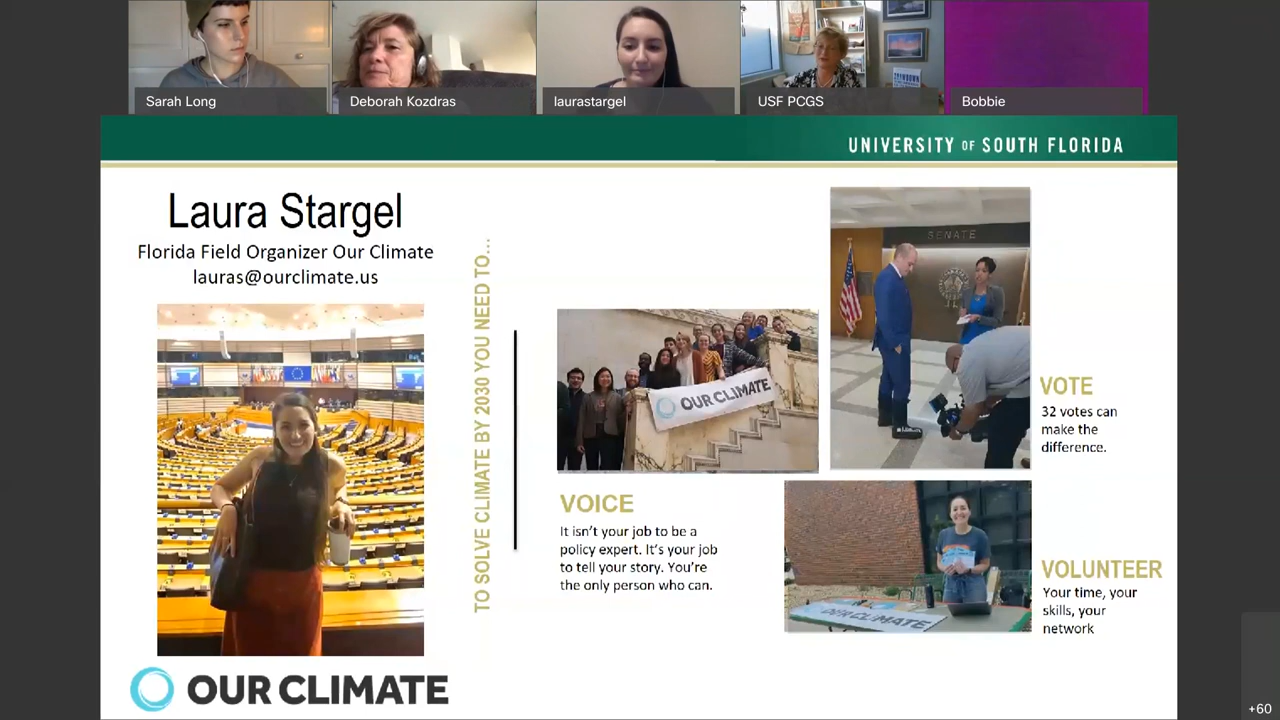 Sarah Long
Deborah Kozdras
laurastargel
USF PCGS
Bobbie
UNIVERSITY OF SOUTH FLORIDA
Laura Stargel
Florida Field Organizer Our Climate
lauras@ourclimate.us
TO SOLVE CLIMATE BY 2030 YOU NEED TO...
SENATE
OUR CLIMATE
VOTE
32 votes can
make the
difference.
VOICE
It isn't your job to be a
policy expert. It's your job
to tell your story. You're
the only person who can.
OUR CLIMATE
VOLUNTEER
Your time, your
skills, your
network
OUR CLIMATE
+60